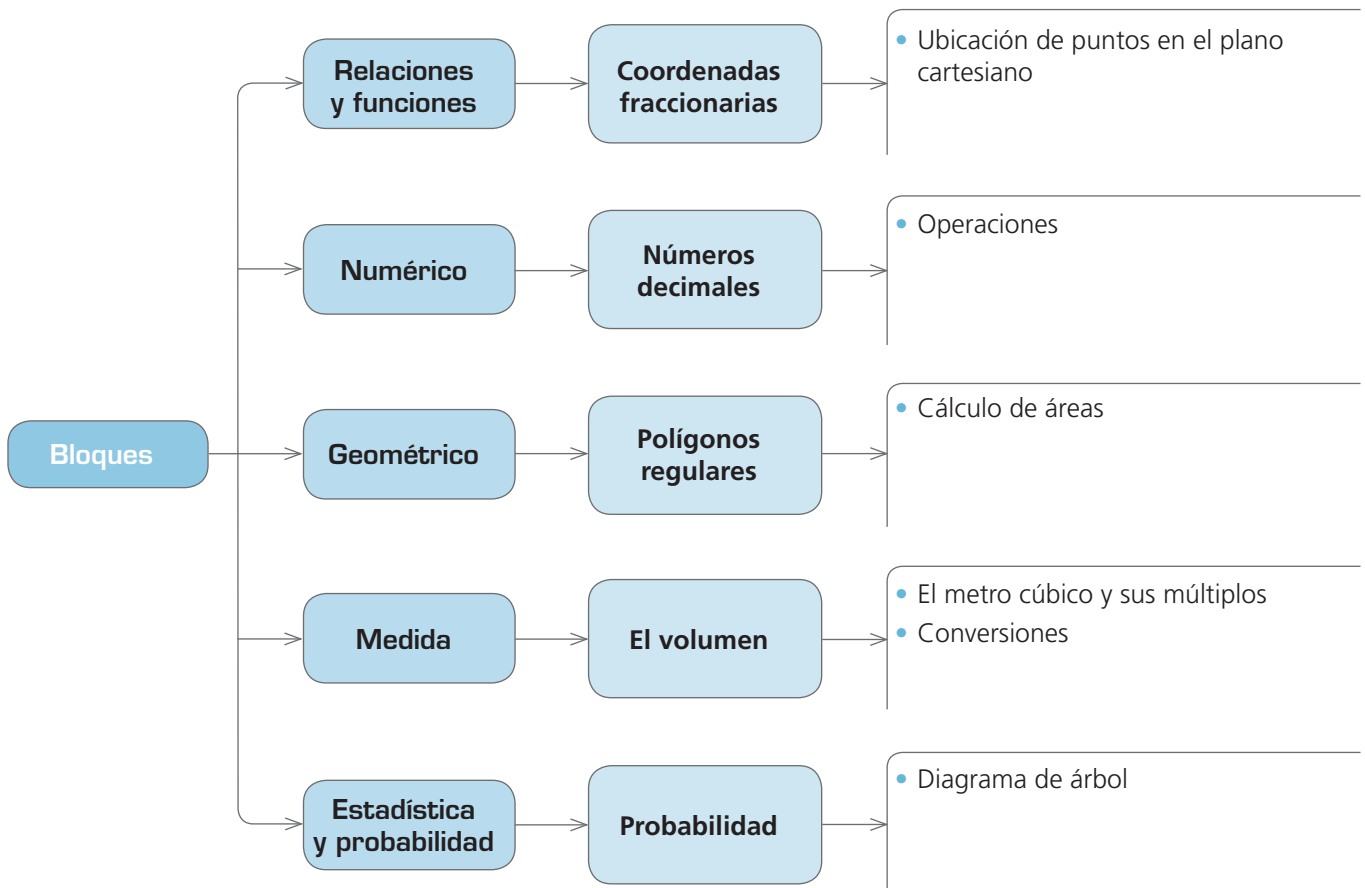 Bloques
Relaciones
y funciones
Coordenadas
fraccionarias
• Ubicación de puntos en el plano
cartesiano
Numérico
Números
decimales
• Operaciones
Geométrico
Polígonos
regulares
• Cálculo de áreas
Medida
El volumen
• El metro cúbico y sus múltiplos
• Conversiones
Estadística
y probabilidad
Probabilidad
• Diagrama de árbol